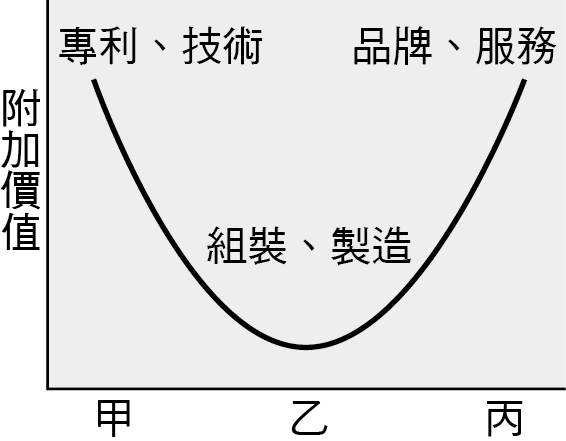 專利、技術
品牌、服務
附加價值
組裝、製造
甲
乙
丙